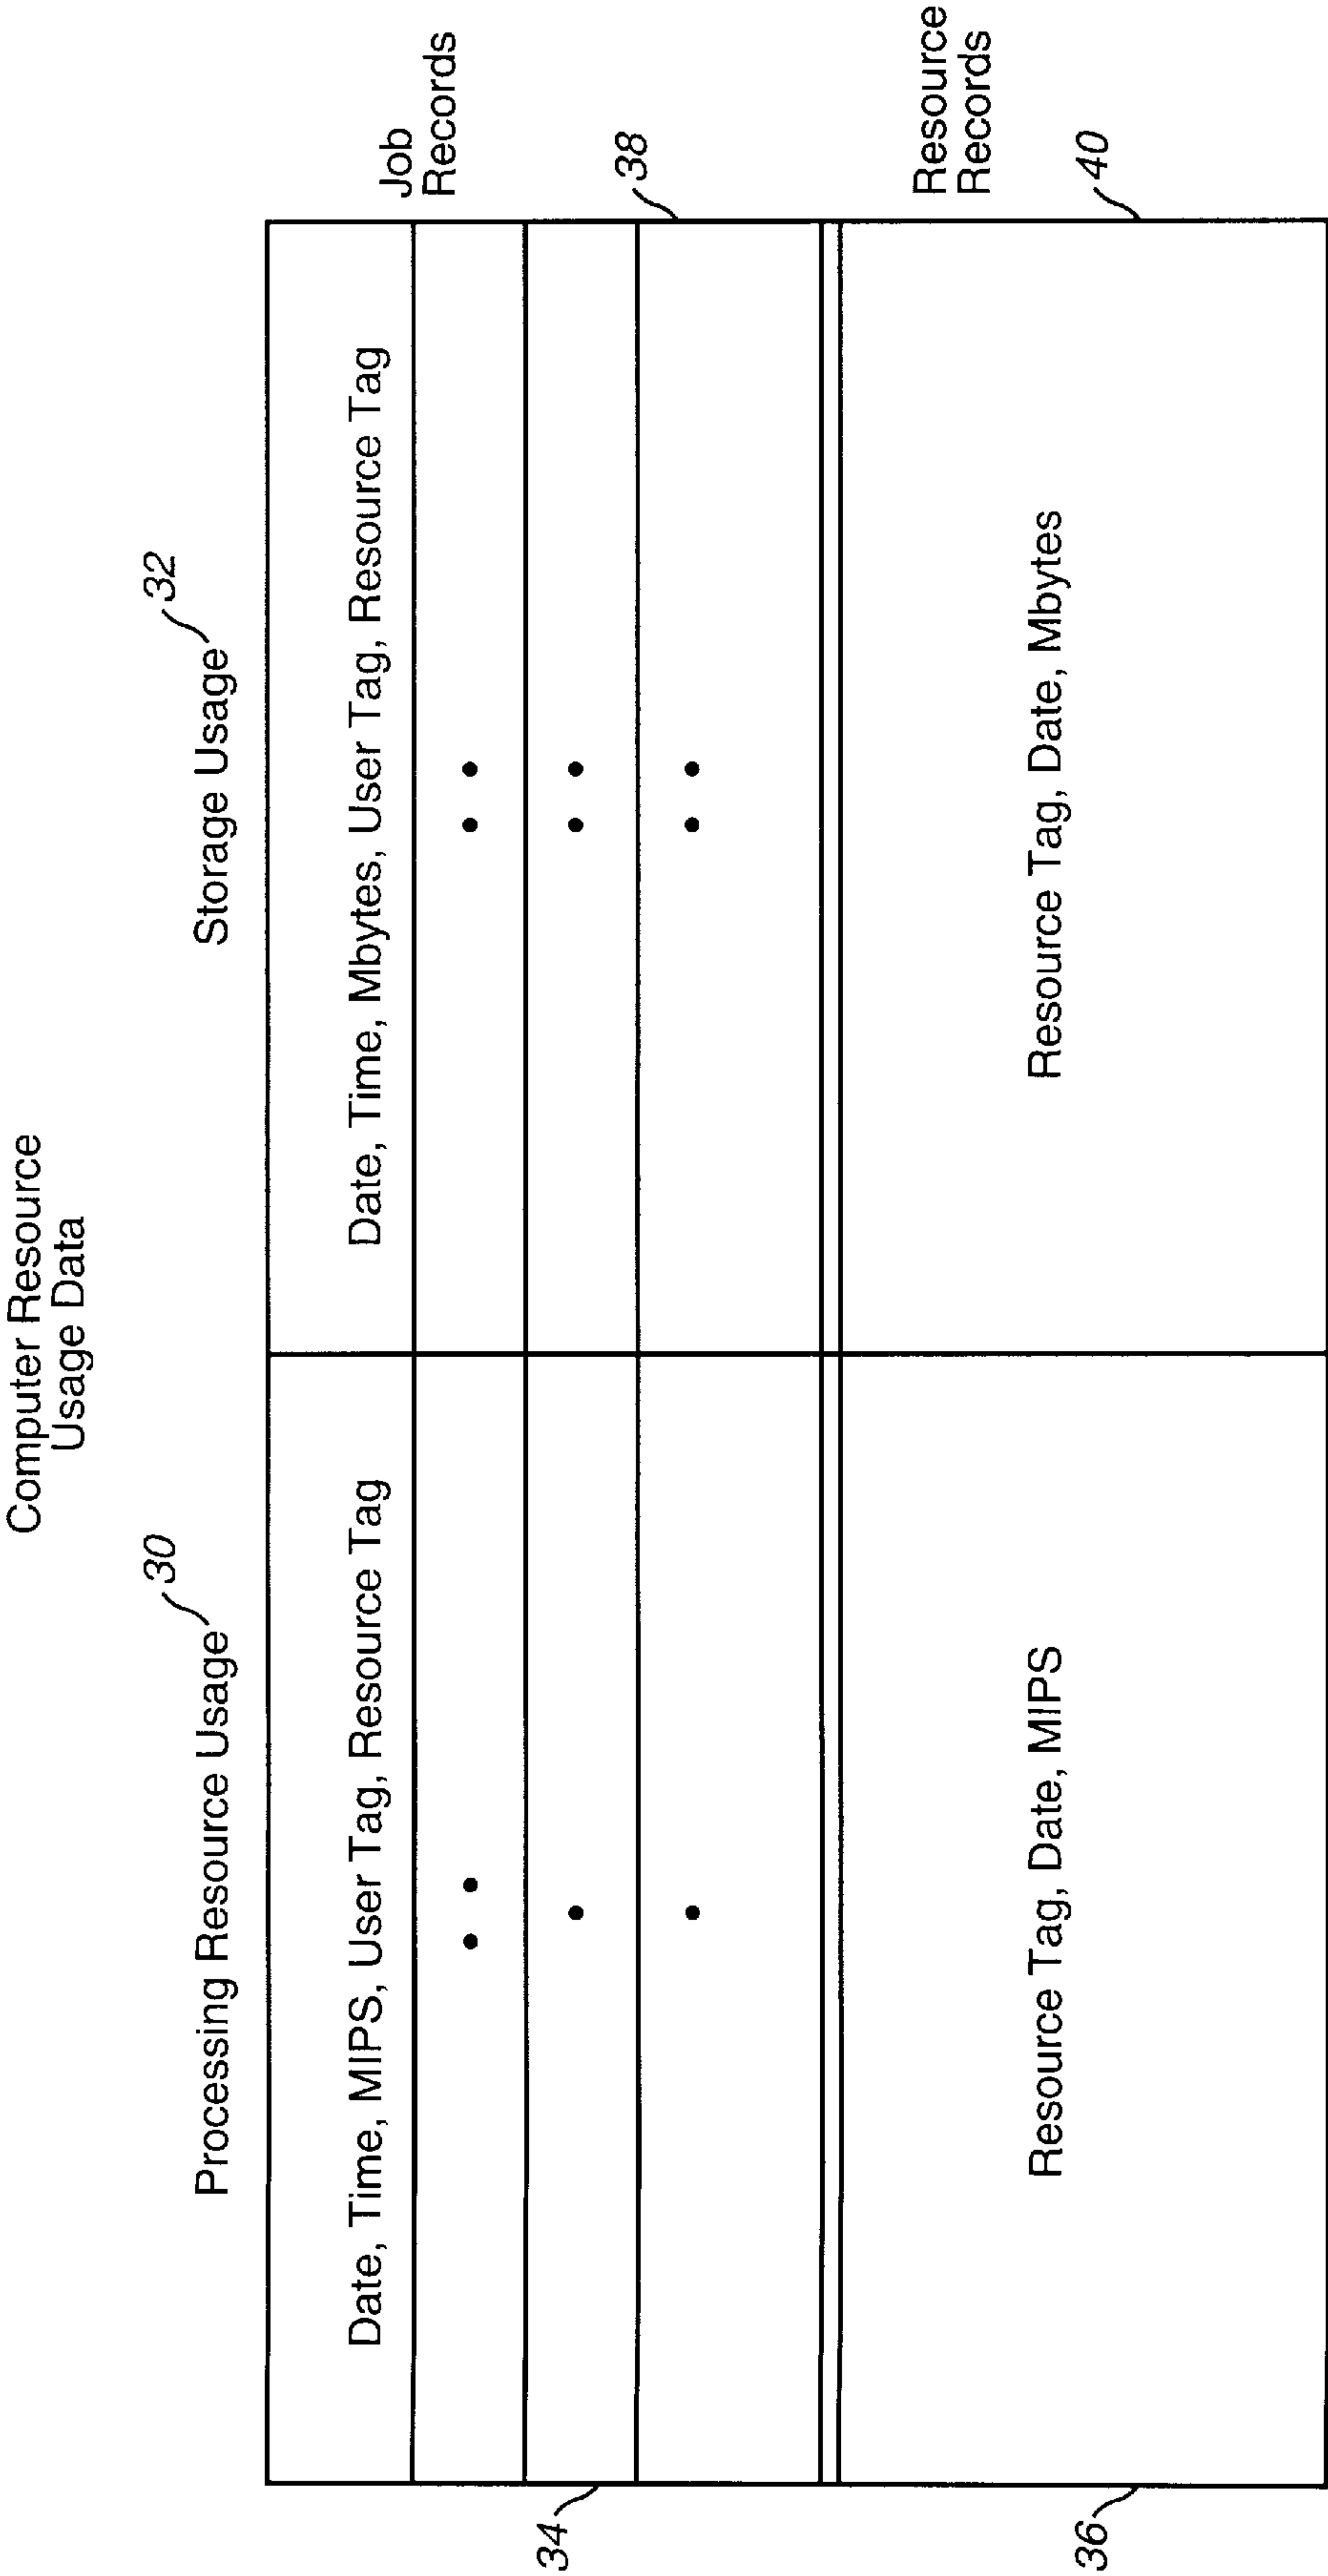 Computer Resource
Usage Data
Processing Resource Usage 30
Storage Usage 32
Job
Records
Date, Time, MIPS, User Tag, Resource Tag
Date, Time, Mbytes, User Tag, Resource Tag
34
38
Resource
Records
Resource Tag, Date, MIPS
Resource Tag, Date, Mbytes
36
40